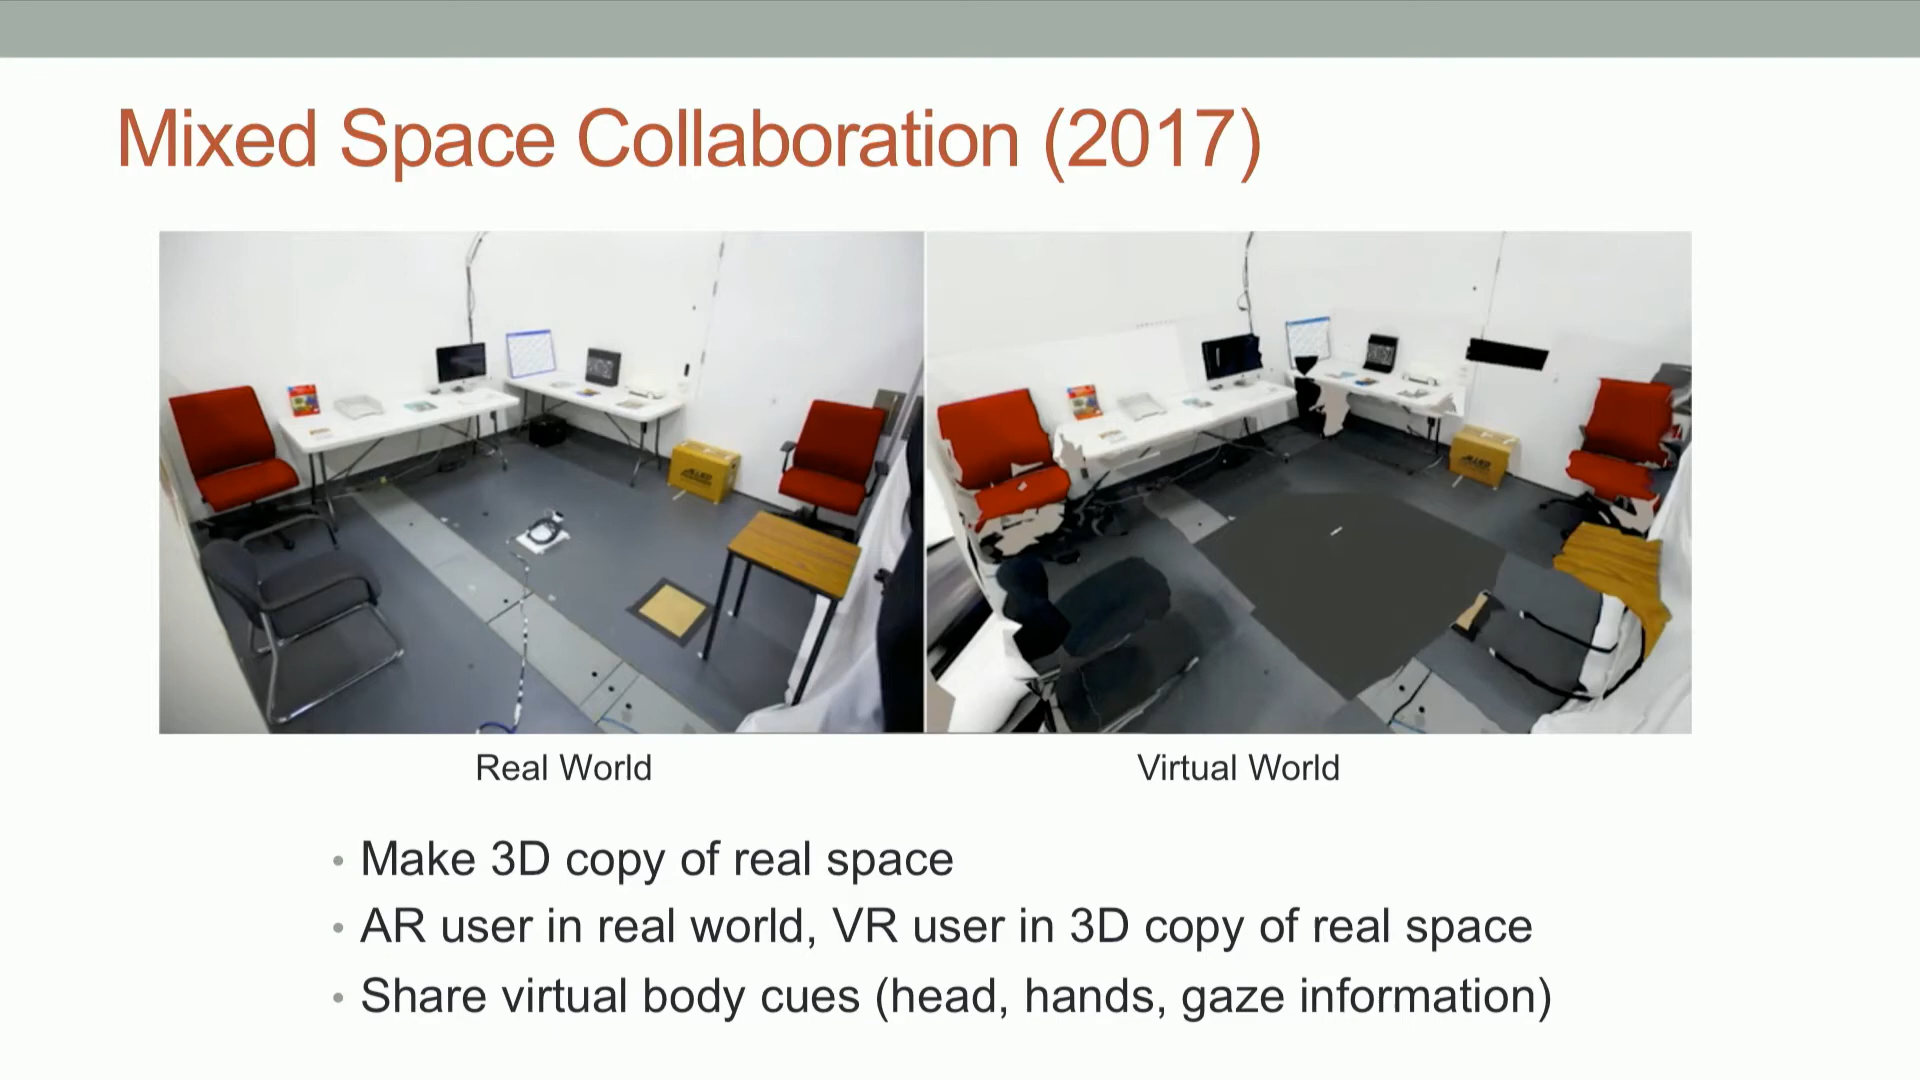 Mixed Space Collaboration (2017)
Real World
Virtual World
• Make 3D copy of real space
• AR user in real world, VR user in 3D copy of real space
• Share virtual body cues (head, hands, gaze information)